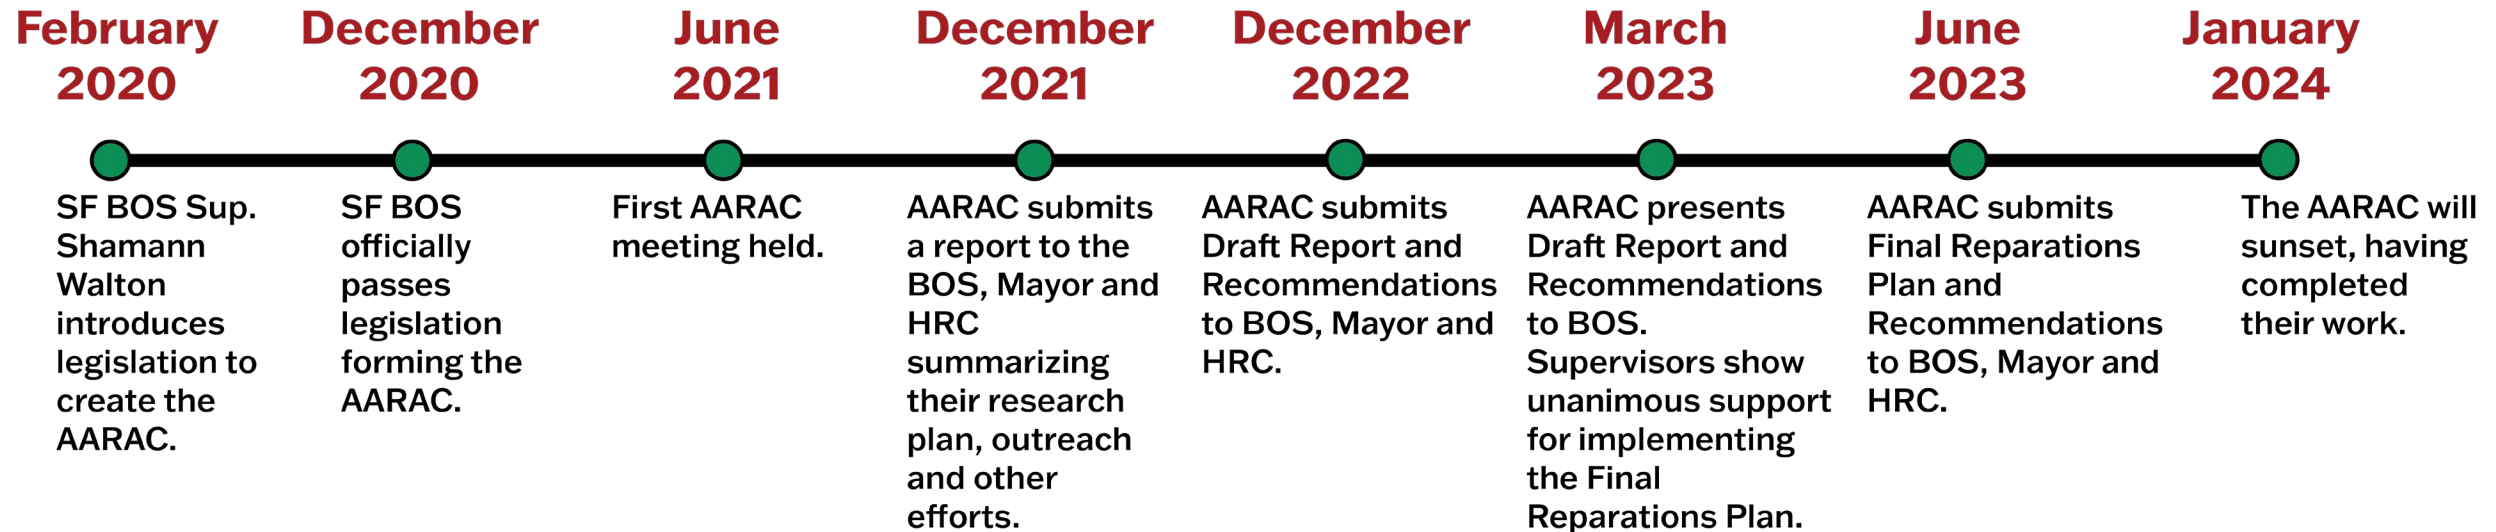 February
2020
SF BOS Sup.
Shamann
Walton
introduces
legislation to
create the
AARAC.
December
2020
SF BOS
officially
passes
legislation
forming the
AARAC.
June
2021
First AARAC
meeting held.
December
2021
AARAC submits
a report to the
BOS, Mayor and
HRC
summarizing
their research
plan, outreach
and other
efforts.
December
2022
AARAC submits
Draft Report and
Recommendations
to BOS, Mayor and
HRC.
March
2023
AARAC presents
Draft Report and
Recommendations
to BOS.
Supervisors show
unanimous support
for implementing
the Final
Reparations Plan.
June
2023
AARAC submits
Final Reparations
Plan and
Recommendations
to BOS, Mayor and
HRC.
January
2024
The AARAC will
sunset, having
completed
their work.